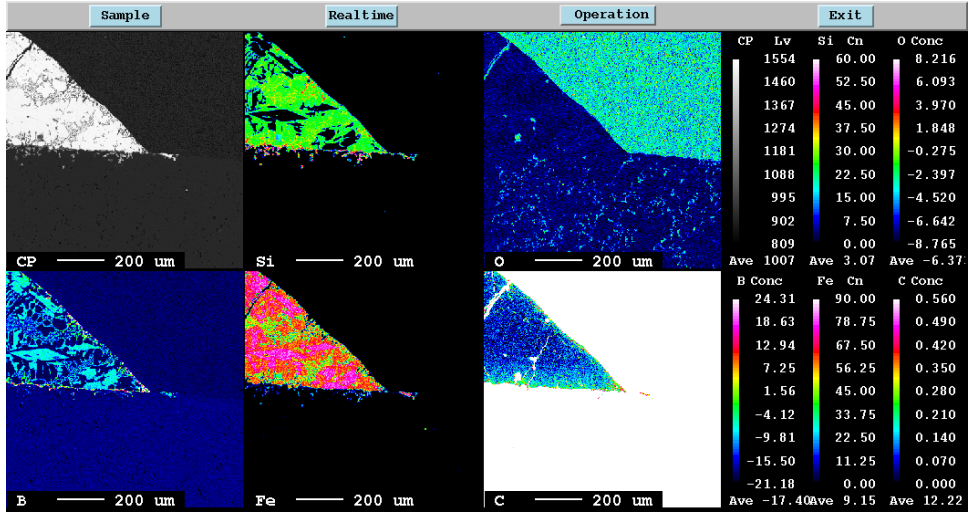 Sample Realtime Operation Exit
CP Lv Si Cn O Conc
1554 60.00 8.216
1460 52.50 6.093
1367 45.00 3.970
1274 37.50 1.848
1181 30.00 -0.275
1088 22.50 -2.397
995 15.00 -4.520
902 7.50 -6.642
809 0.00 -8.765
Ave 1007 Ave 3.07 Ave -6.37
CP 200 um Si 200 um O 200 um
B Conc Fe Cn C Conc
24.31 90.00 0.560
18.63 78.75 0.490
12.94 67.50 0.420
7.25 56.25 0.350
1.56 45.00 0.280
-4.12 33.75 0.210
-9.81 22.50 0.140
-15.50 11.25 0.070
-21.18 0.00 0.000
Ave -17.40 Ave 9.15 Ave 12.22
B 200 um Fe 200 um C 200 um